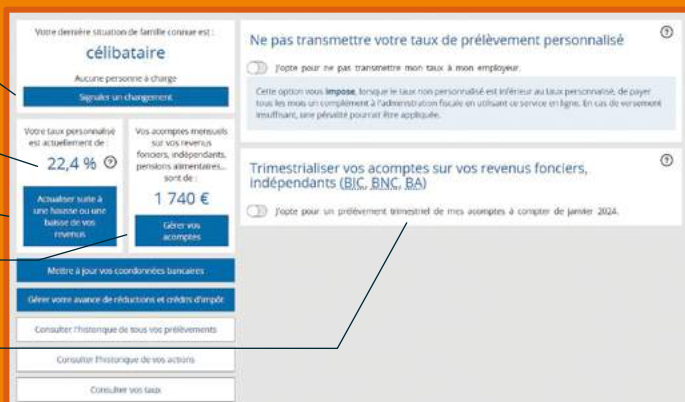 Votre dernière situation de famille connue est :
célibataire
Aucune personne à charge
Signaler un changement
Votre taux personnalisé
est actuellement de :
22,4 %
Actualiser suite à
une hausse ou une
baisse de vos
revenus
Vos acomptes mensuels
sur vos revenus
fonciers, indépendants,
pensions alimentaires...
sont de :
1 740 €
Gérer vos
acomptes
Mettre à jour vos coordonnées bancaires
Gérer votre avance de réductions et crédits d'impôt
Consulter l'historique de tous vos prélèvements
Consulter l'historique de vos actions
Consulter vos taux
Ne pas transmettre votre taux de prélèvement personnalisé
J'opte pour ne pas transmettre mon taux à mon employeur.
Cette option vous impose, lorsque le taux non personnalisé est inférieur au taux personnalisé, de payer
tous les mois un complément à l'administration fiscale en utilisant ce service en ligne. En cas de versement
insuffisant, une pénalité pourrait être appliquée.
Trimestrialiser vos acomptes sur vos revenus fonciers,
indépendants (BIC, BNC, BA)
J'opte pour un prélèvement trimestriel de mes acomptes à compter de janvier 2024.